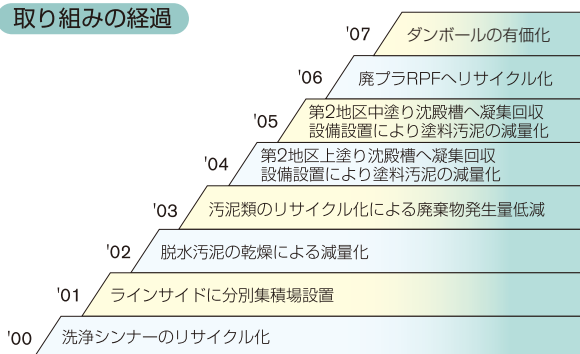 取り組みの経過
'07 ダンボールの有価化
'06 廃プラRPFへリサイクル化
'05 第2地区中塗り沈殿槽へ凝集回収
設備設置により塗料汚泥の減量化
'04 第2地区上塗り沈殿槽へ凝集回収
設備設置により塗料汚泥の減量化
'03 汚泥類のリサイクル化による廃棄物発生量低減
'02 脱水汚泥の乾燥による減量化
'01 ラインサイドに分別集積場設置
'00 洗浄シンナーのリサイクル化